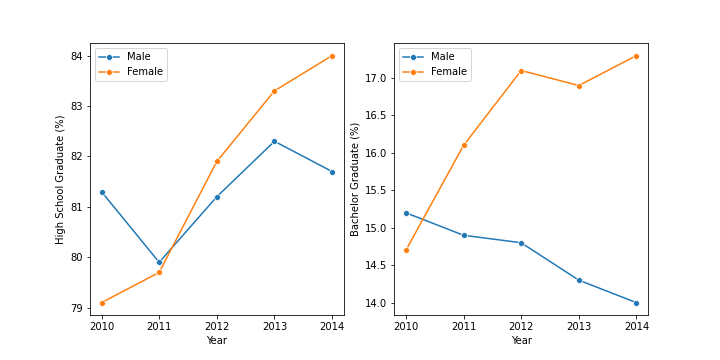 Male
Female
High School Graduate (%)
84
83
82
81
80
79
2010 2011 2012 2013 2014
Year
Male
Female
Bachelor Graduate (%)
17.0
16.5
16.0
15.5
15.0
14.5
14.0
2010 2011 2012 2013 2014
Year